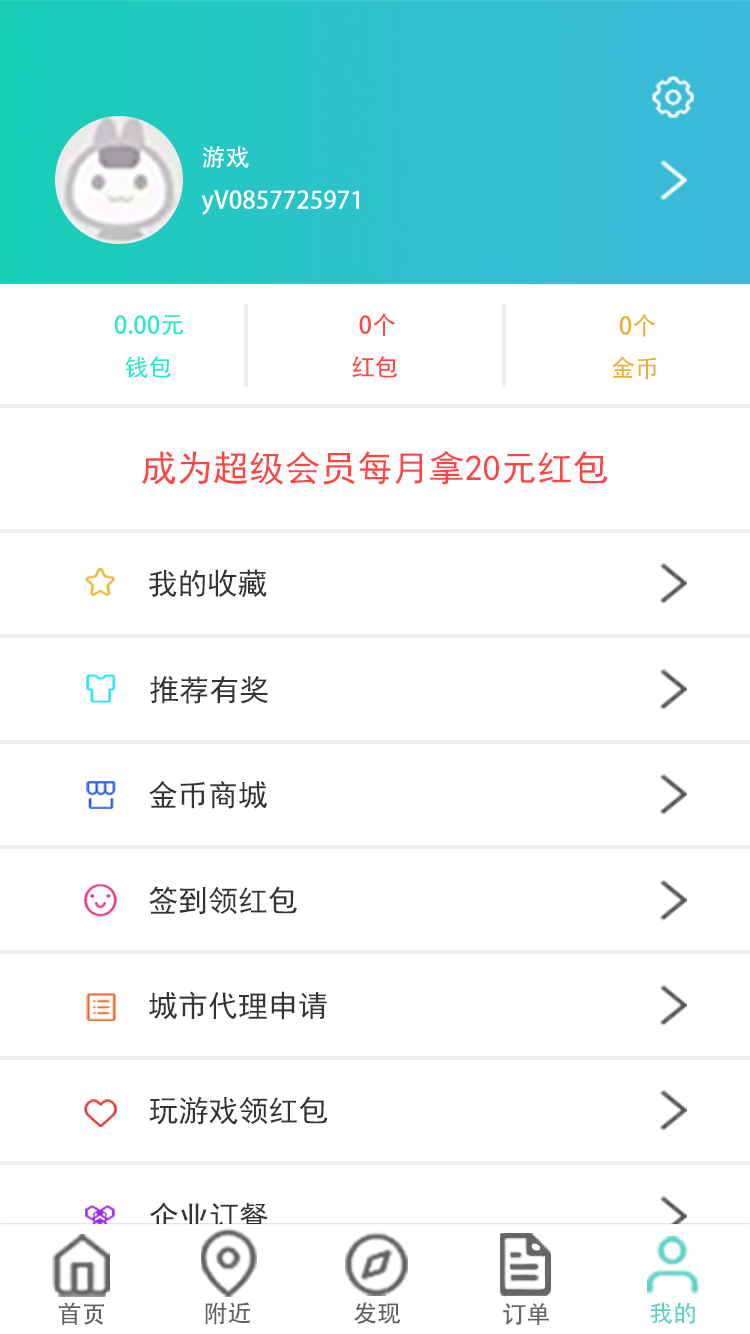 游戏
yV0857725971
0.00元
0个
0个
钱包
红包
金币
成为超级会员每月拿20元红包
我的收藏
推荐有奖
金币商城
签到领红包
城市代理申请
玩游戏领红包
企业订餐
首页
附近
发现
订单
我的